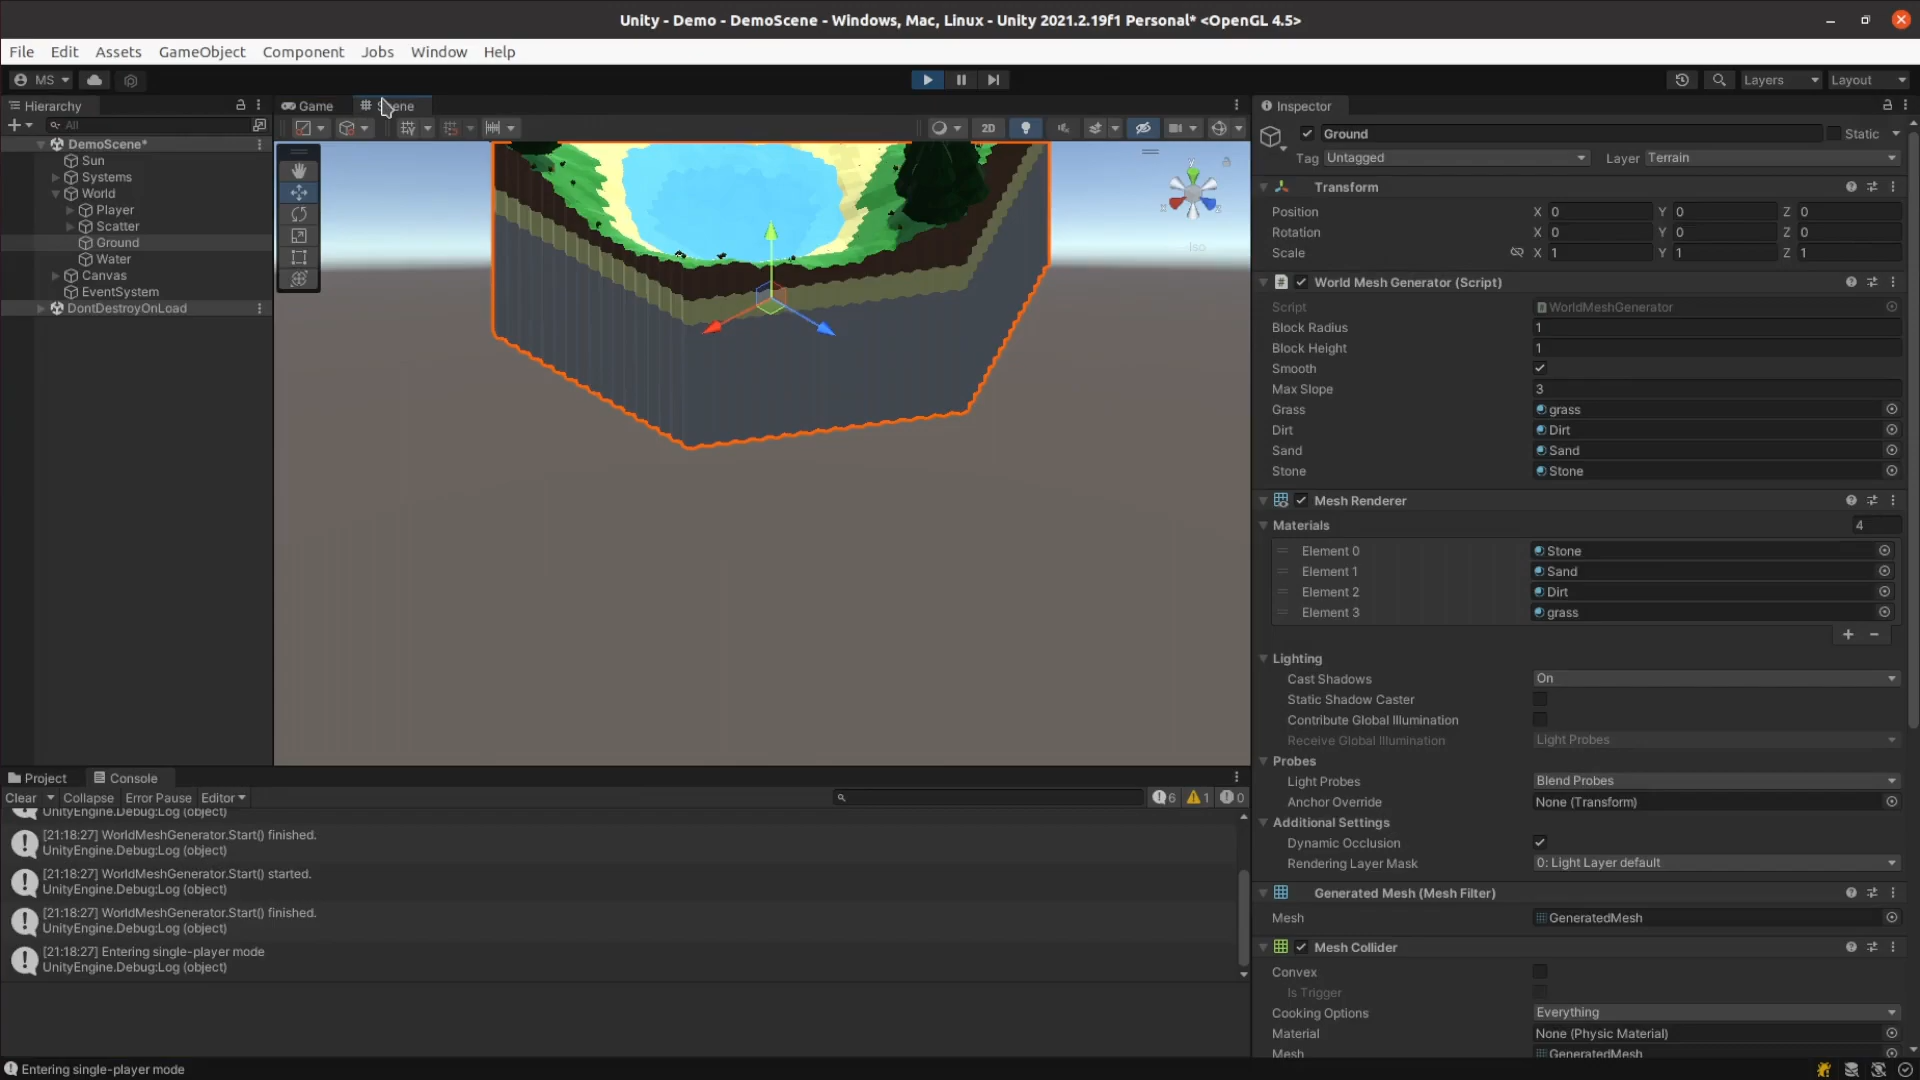 Unity - Demo - DemoScene - Windows, Mac, Linux - Unity 2021.2.19f1 Personal* <OpenGL 4.5>
File Edit Assets GameObject Component Jobs Window Help
MS Layers Layout
Hierarchy
All
DemoScene*
Sun
Systems
World
Player
Scatter
Ground
Water
Canvas
EventSystem
DontDestroyOnLoad
Game
2D
y
x
z
Iso
Inspector
Ground Static
Tag Untagged Layer Terrain
Transform
Position X 0 Y 0 Z 0
Rotation X 0 Y 0 Z 0
Scale X 1 Y 1 Z 1
World Mesh Generator (Script)
Script WorldMeshGenerator
Block Radius 1
Block Height 1
Smooth
Max Slope 3
Grass grass
Dirt Dirt
Sand Sand
Stone Stone
Mesh Renderer
Materials 4
Element 0 Stone
Element 1 Sand
Element 2 Dirt
Element 3 grass
Lighting
Cast Shadows On
Static Shadow Caster
Contribute Global Illumination
Receive Global Illumination Light Probes
Probes
Light Probes Blend Probes
Anchor Override None (Transform)
Additional Settings
Dynamic Occlusion
Rendering Layer Mask 0: Light Layer default
Generated Mesh (Mesh Filter)
Mesh GeneratedMesh
Mesh Collider
Convex
Is Trigger
Cooking Options Everything
Material None (Physic Material)
Mesh GeneratedMesh
Project Console
Clear Collapse Error Pause Editor 6 1 0
UnityEngine.Debug:Log (object)
[21:18:27] WorldMeshGenerator.Start() finished.
UnityEngine.Debug:Log (object)
[21:18:27] WorldMeshGenerator.Start() started.
UnityEngine.Debug:Log (object)
[21:18:27] WorldMeshGenerator.Start() finished.
UnityEngine.Debug:Log (object)
[21:18:27] Entering single-player mode
UnityEngine.Debug:Log (object)
Entering single-player mode